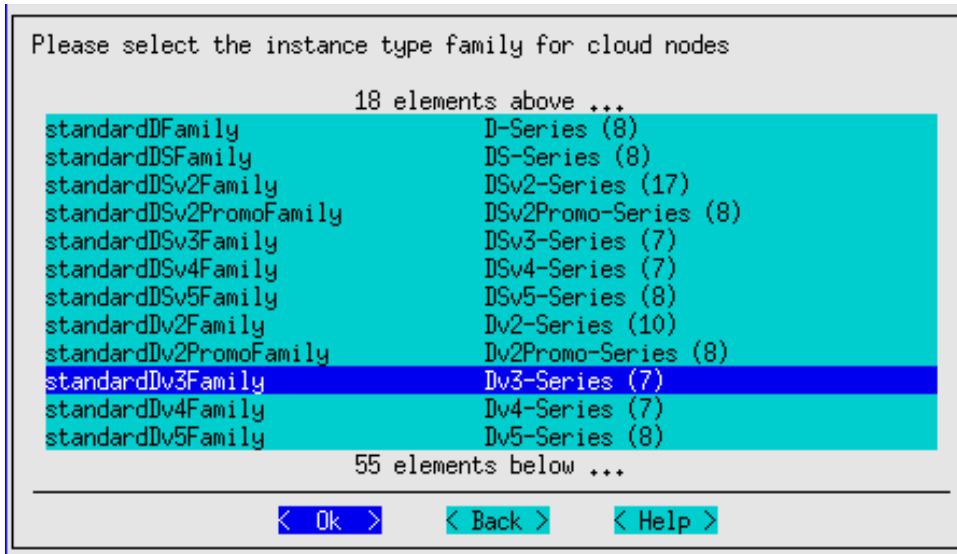 Please select the instance type family for cloud nodes
18 elements above ...
standardDFamily D-Series (8)
standardDSFamily DS-Series (8)
standardDSv2Family DSv2-Series (17)
standardDSv2PromoFamily DSv2Promo-Series (8)
standardDSv3Family DSv3-Series (7)
standardDSv4Family DSv4-Series (7)
standardDSv5Family DSv5-Series (8)
standardDv2Family Dv2-Series (10)
standardDv2PromoFamily Dv2Promo-Series (8)
standardDv3Family Dv3-Series (7)
standardDv4Family Dv4-Series (7)
standardDv5Family Dv5-Series (8)
55 elements below ...
< Ok > < Back > < Help >